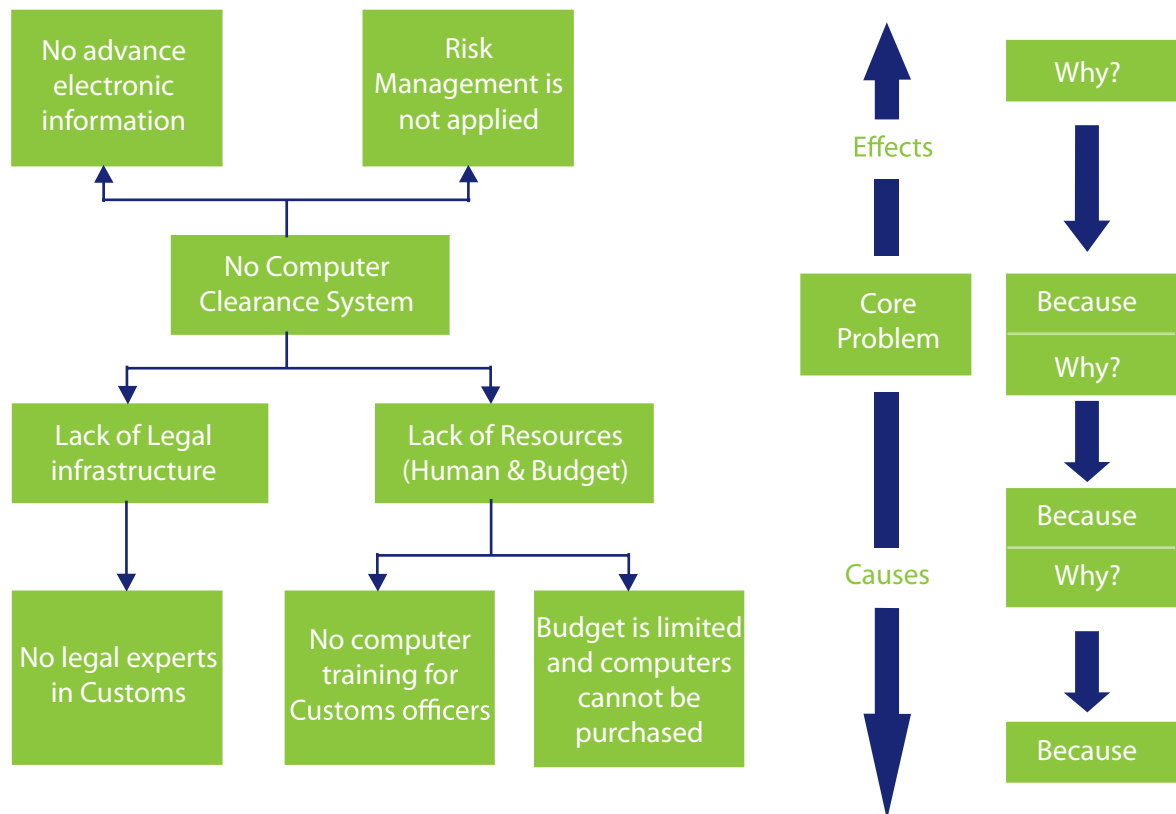 No advance
electronic
information
Risk
Management is
not applied
No Computer
Clearance System
Lack of Legal
infrastructure
Lack of Resources
(Human & Budget)
No legal experts
in Customs
No computer
training for
Customs officers
Budget is limited
and computers
cannot be
purchased
Effects
Core
Problem
Causes
Why?
Because
Why?
Because
Why?
Because